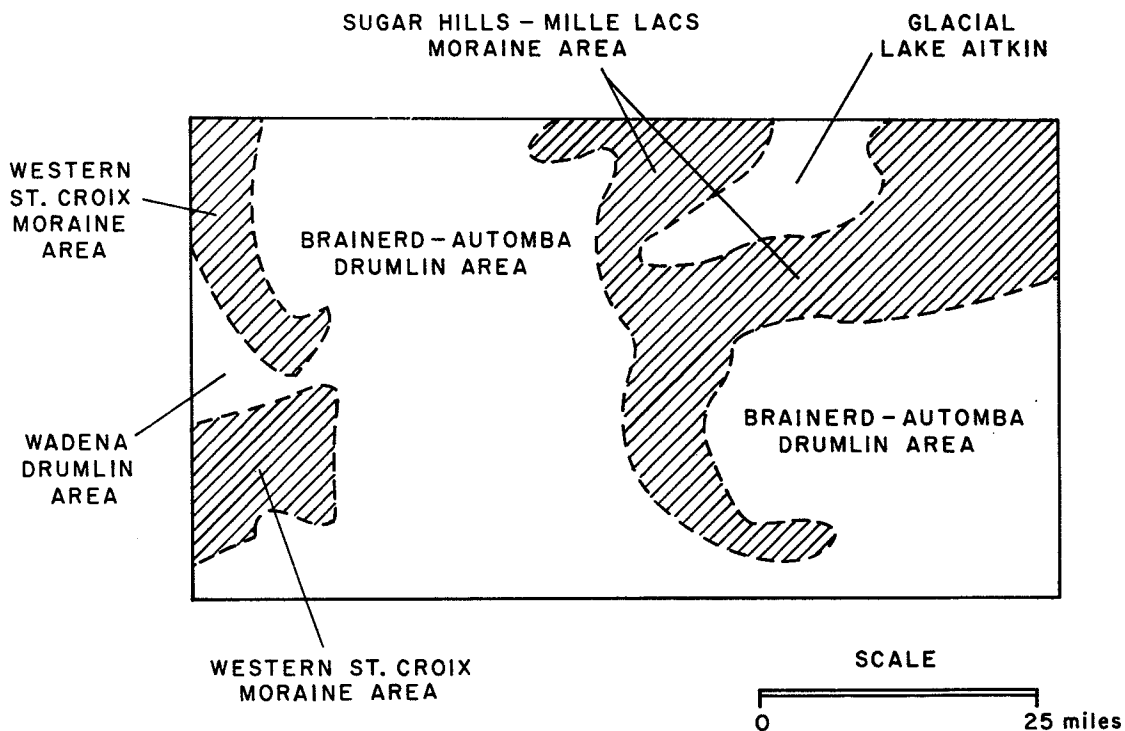 SUGAR HILLS – MILLE LACS
MORAINE AREA
GLACIAL
LAKE AITKIN
WESTERN
ST. CROIX
MORAINE
AREA
BRAINERD – AUTOMBA
DRUMLIN AREA
BRAINERD – AUTOMBA
DRUMLIN AREA
WADENA
DRUMLIN
AREA
WESTERN ST. CROIX
MORAINE AREA
SCALE
0 25 miles